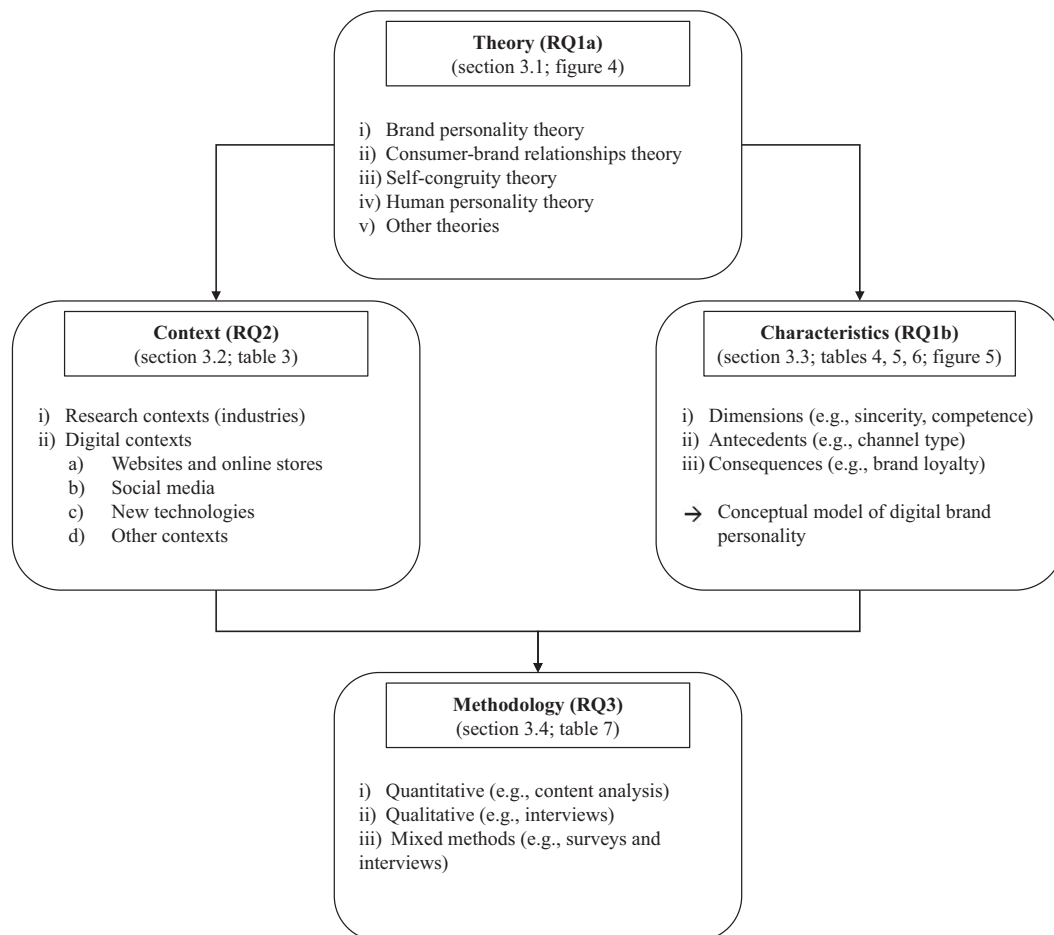 Theory (RQ1a)
(section 3.1; figure 4)
i) Brand personality theory
ii) Consumer-brand relationships theory
iii) Self-congruity theory
iv) Human personality theory
v) Other theories
Context (RQ2)
(section 3.2; table 3)
i) Research contexts (industries)
ii) Digital contexts
a) Websites and online stores
b) Social media
c) New technologies
d) Other contexts
Characteristics (RQ1b)
(section 3.3; tables 4, 5, 6; figure 5)
i) Dimensions (e.g., sincerity, competence)
ii) Antecedents (e.g., channel type)
iii) Consequences (e.g., brand loyalty)
→ Conceptual model of digital brand
personality
Methodology (RQ3)
(section 3.4; table 7)
i) Quantitative (e.g., content analysis)
ii) Qualitative (e.g., interviews)
iii) Mixed methods (e.g., surveys and
interviews)